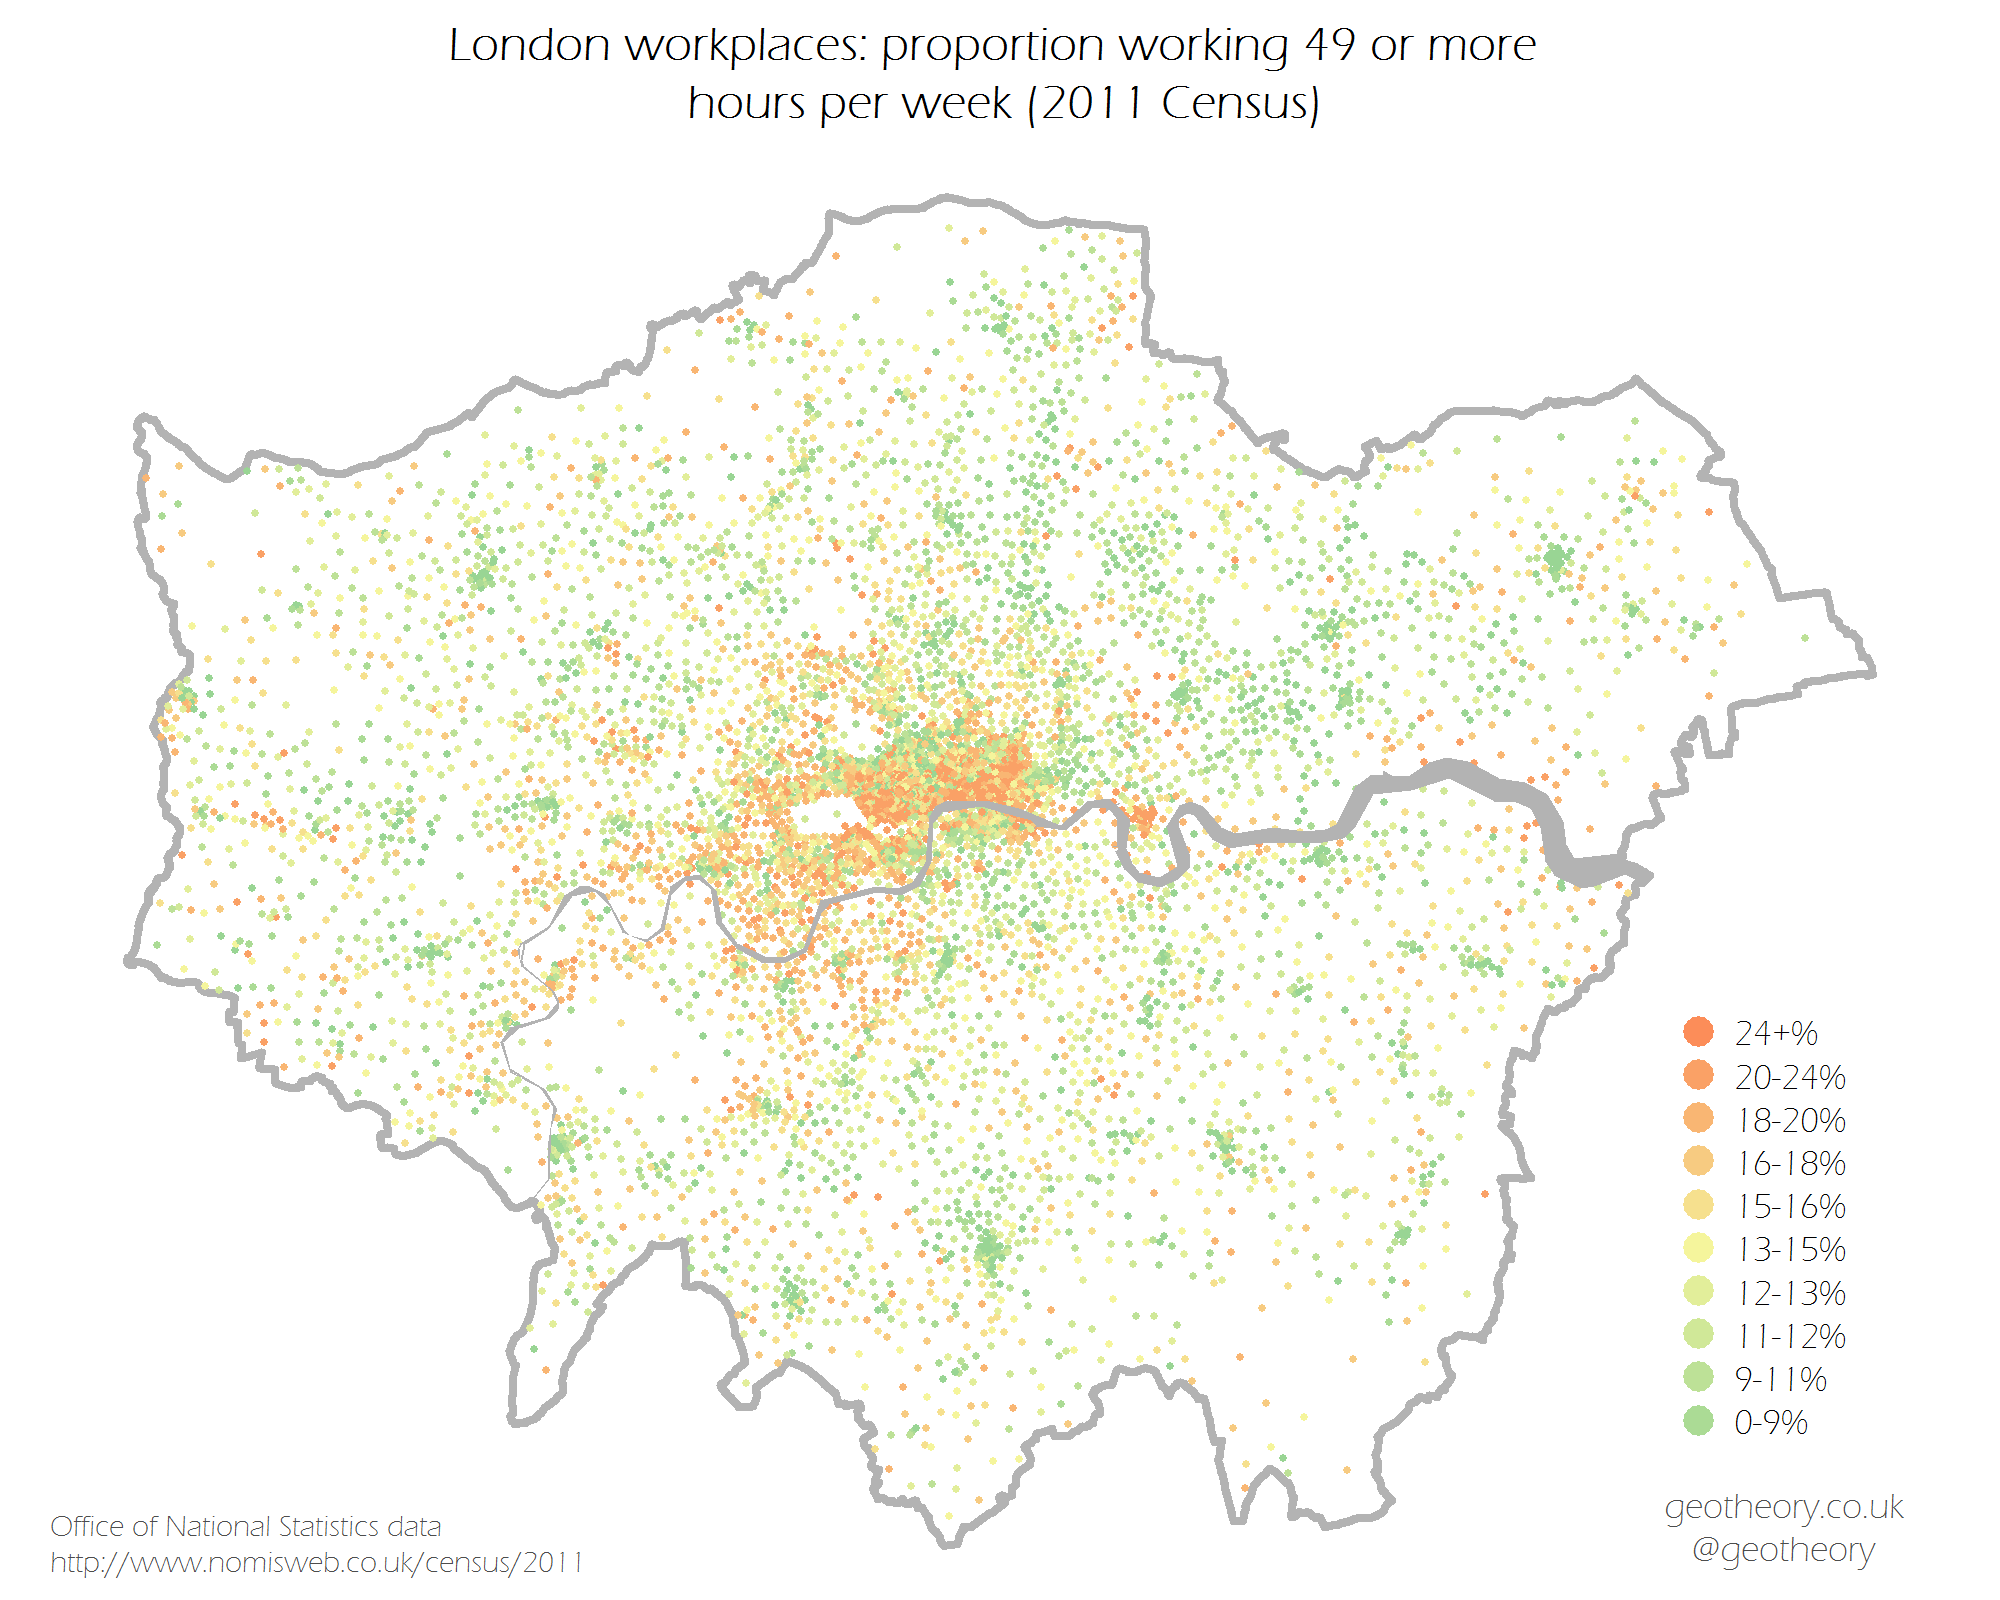 London workplaces: proportion working 49 or more
hours per week (2011 Census)
24+%
20-24%
18-20%
16-18%
15-16%
13-15%
12-13%
11-12%
9-11%
0-9%
Office of National Statistics data
http://www.nomisweb.co.uk/census/2011
geotheory.co.uk
@geotheory